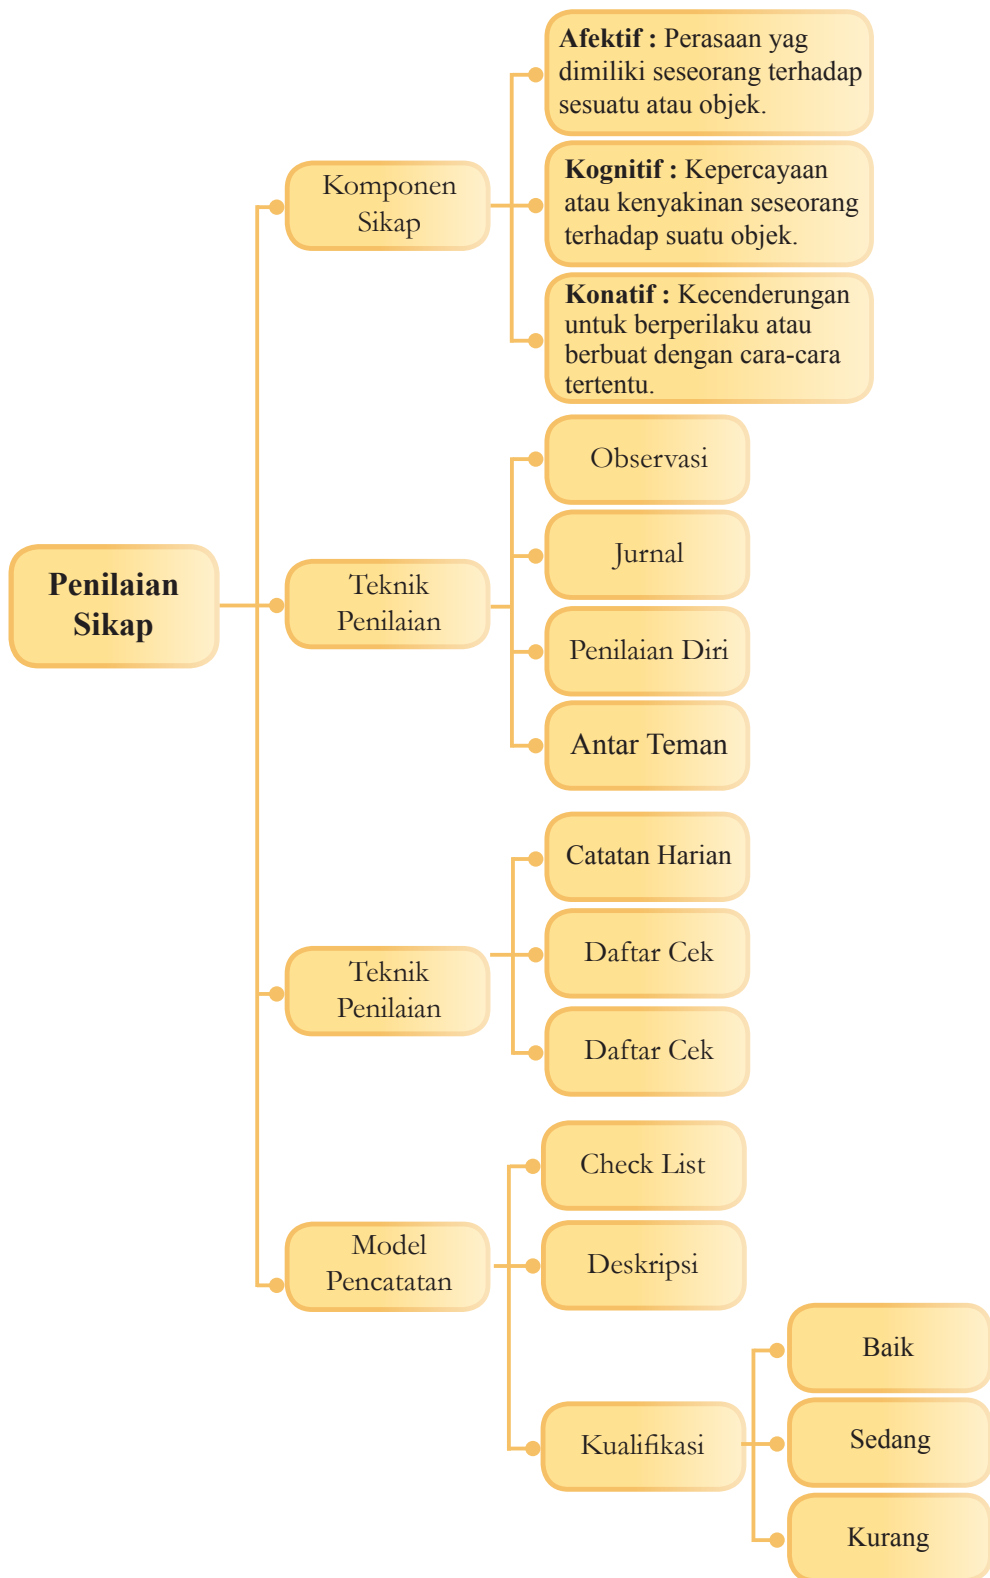 Penilaian
Sikap
Komponen
Sikap
Afektif : Perasaan yag
dimiliki seseorang terhadap
sesuatu atau objek.
Kognitif : Kepercayaan
atau kenyakinan seseorang
terhadap suatu objek.
Konatif : Kecenderungan
untuk berperilaku atau
berbuat dengan cara-cara
tertentu.
Teknik
Penilaian
Observasi
Jurnal
Penilaian Diri
Antar Teman
Teknik
Penilaian
Catatan Harian
Daftar Cek
Daftar Cek
Model
Pencatatan
Check List
Deskripsi
Kualifikasi
Baik
Sedang
Kurang